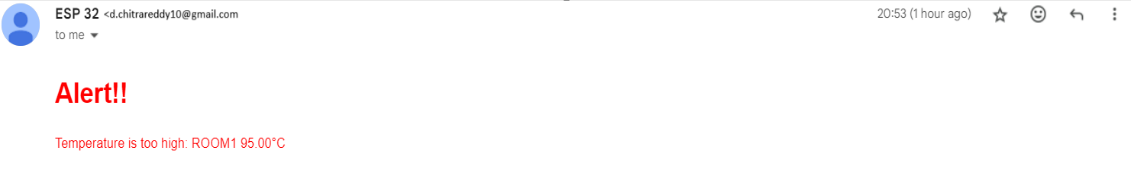 ESP 32 <d.chitrareddy10@gmail.com 20:53 (1 hour ago)
to me
Alert!!
Temperature is too high: ROOM1 95.00°C